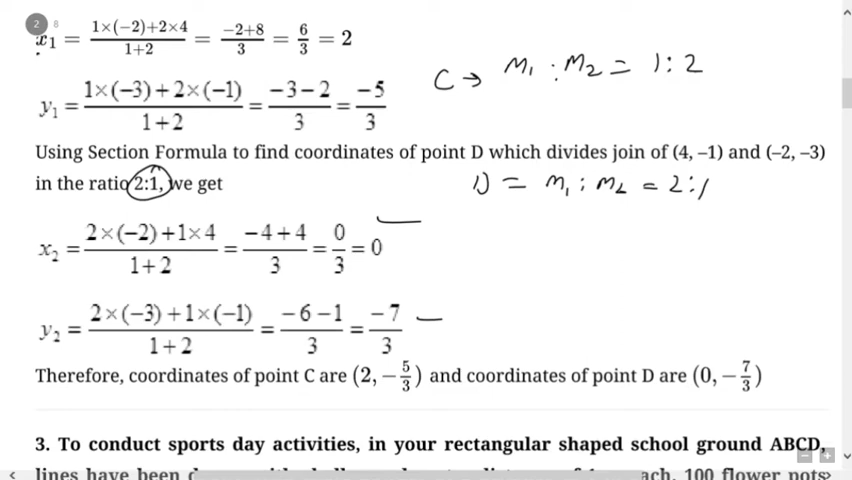 2 8
x₁ = 1×(−2)+2×4 / 1+2 = −2+8 / 3 = 6/3 = 2
C → m₁ : m₂ = 1:2
y₁ = 1×(−3)+2×(−1) / 1+2 = −3−2 / 3 = −5 / 3
Using Section Formula to find coordinates of point D which divides join of (4, –1) and (–2, –3)
in the ratio 2:1, we get
D = m₁ : m₂ = 2:1
x₂ = 2×(−2)+1×4 / 1+2 = −4+4 / 3 = 0/3 = 0
y₂ = 2×(−3)+1×(−1) / 1+2 = −6−1 / 3 = −7 / 3
Therefore, coordinates of point C are (2, −5/3) and coordinates of point D are (0, −7/3)
3. To conduct sports day activities, in your rectangular shaped school ground ABCD,
lines have been ach, 100 flower pots